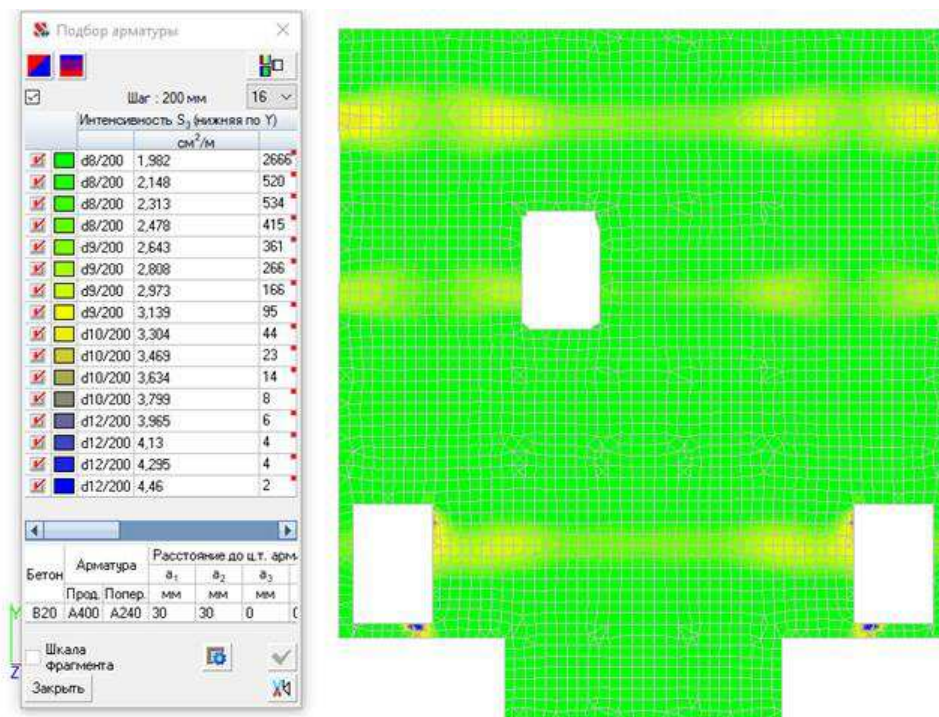 Подбор арматуры
Шаг : 200 мм 16
Интенсивность S3 (нижняя по Y)
см²/м
d8/200 1,982 2666
d8/200 2,148 520
d8/200 2,313 534
d8/200 2,478 415
d9/200 2,643 361
d9/200 2,808 266
d9/200 2,973 166
d9/200 3,139 95
d10/200 3,304 44
d10/200 3,469 23
d10/200 3,634 14
d10/200 3,799 8
d12/200 3,965 6
d12/200 4,13 4
d12/200 4,295 4
d12/200 4,46 2
Бетон Арматура Расстояние до ц.т. арм
a1 a2 a3
Прод. Попер. мм мм мм
B20 A400 A240 30 30 0
Y
Z
Шкала
фрагмента
Закрыть